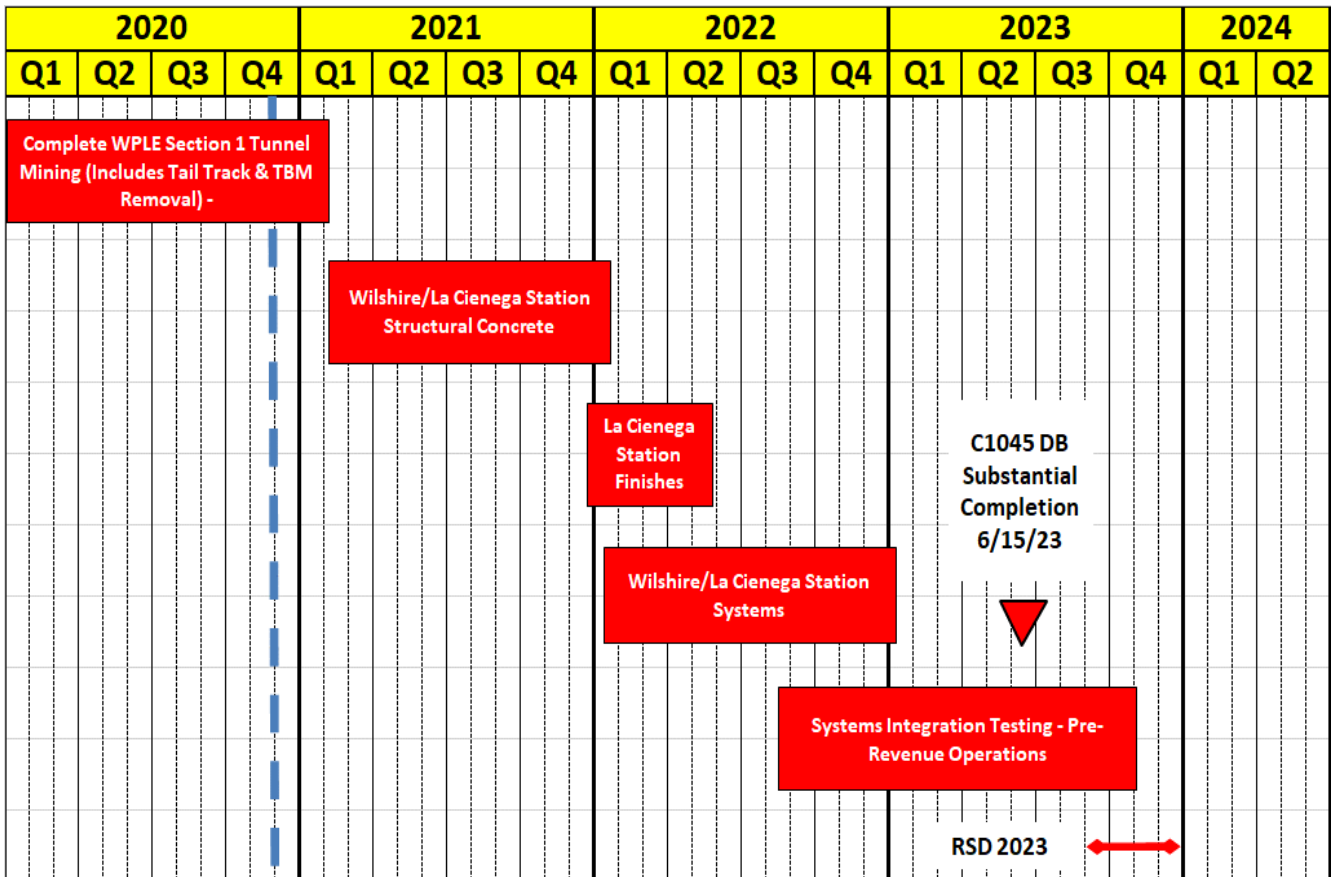 2020 2021 2022 2023 2024
Q1 Q2 Q3 Q4 Q1 Q2 Q3 Q4 Q1 Q2 Q3 Q4 Q1 Q2 Q3 Q4 Q1 Q2
Complete WPLE Section 1 Tunnel
Mining (Includes Tail Track & TBM
Removal) -
Wilshire/La Cienega Station
Structural Concrete
La Cienega
Station
Finishes
C1045 DB
Substantial
Completion
6/15/23
Wilshire/La Cienega Station
Systems
Systems Integration Testing - Pre-
Revenue Operations
RSD 2023